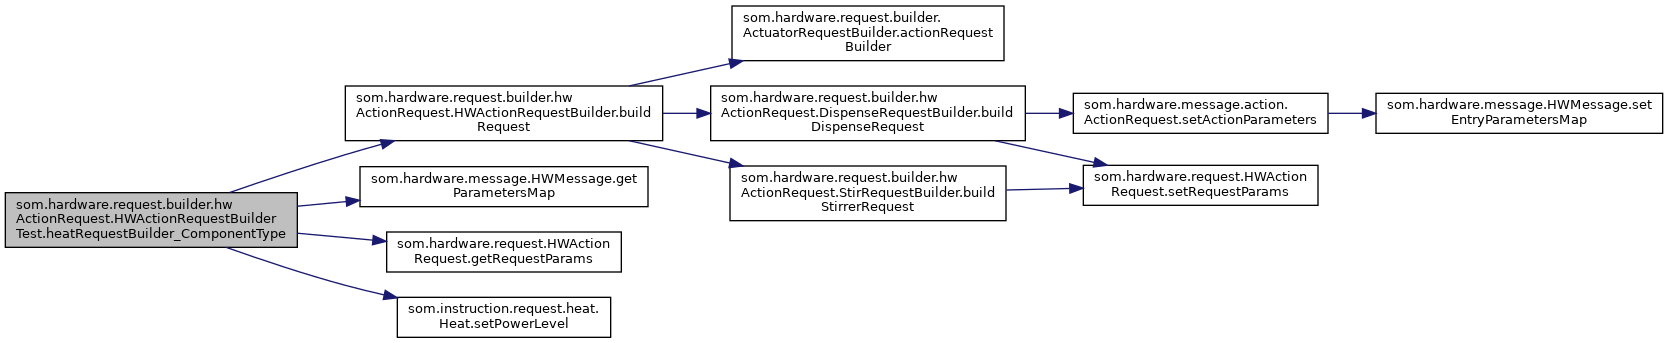 som.hardware.request.builder.hw
ActionRequest.HWActionRequestBuilder
Test.heatRequestBuilder_ComponentType
som.hardware.request.builder.hw
ActionRequest.HWActionRequestBuilder.build
Request
som.hardware.message.HWMessage.get
ParametersMap
som.hardware.request.HWAction
Request.getRequestParams
som.instruction.request.heat.
Heat.setPowerLevel
som.hardware.request.builder.
ActuatorRequestBuilder.actionRequest
Builder
som.hardware.request.builder.hw
ActionRequest.DispenseRequestBuilder.build
DispenseRequest
som.hardware.request.builder.hw
ActionRequest.StirRequestBuilder.build
StirrerRequest
som.hardware.message.action.
ActionRequest.setActionParameters
som.hardware.request.HWAction
Request.setRequestParams
som.hardware.message.HWMessage.set
EntryParametersMap